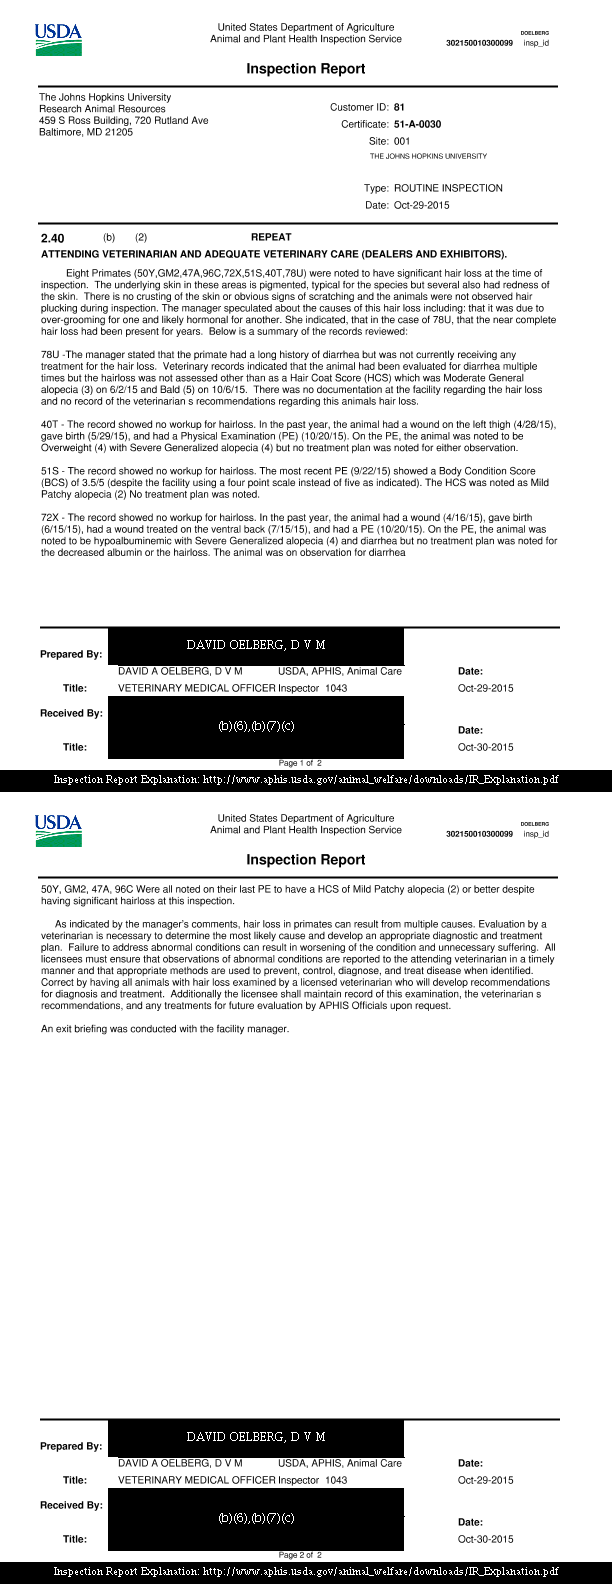 USDA
United States Department of Agriculture
Animal and Plant Health Inspection Service
DOELBERG
302150010300099 insp_id
Inspection Report
The Johns Hopkins University
Research Animal Resources
459 S Ross Building, 720 Rutland Ave
Baltimore, MD 21205
Customer ID: 81
Certificate: 51-A-0030
Site: 001
THE JOHNS HOPKINS UNIVERSITY
Type: ROUTINE INSPECTION
Date: Oct-29-2015
2.40 (b) (2) REPEAT
ATTENDING VETERINARIAN AND ADEQUATE VETERINARY CARE (DEALERS AND EXHIBITORS).
Eight Primates (50Y,GM2,47A,96C,72X,51S,40T,78U) were noted to have significant hair loss at the time of
inspection. The underlying skin in these areas is pigmented, typical for the species but several also had redness of
the skin. There is no crusting of the skin or obvious signs of scratching and the animals were not observed hair
plucking during inspection. The manager speculated about the causes of this hair loss including: that it was due to
over-grooming for one and likely hormonal for another. She indicated, that in the case of 78U, that the near complete
hair loss had been present for years. Below is a summary of the records reviewed:
78U -The manager stated that the primate had a long history of diarrhea but was not currently receiving any
treatment for the hair loss. Veterinary records indicated that the animal had been evaluated for diarrhea multiple
times but the hairloss was not assessed other than as a Hair Coat Score (HCS) which was Moderate General
alopecia (3) on 6/2/15 and Bald (5) on 10/6/15. There was no documentation at the facility regarding the hair loss
and no record of the veterinarian s recommendations regarding this animals hair loss.
40T - The record showed no workup for hairloss. In the past year, the animal had a wound on the left thigh (4/28/15),
gave birth (5/29/15), and had a Physical Examination (PE) (10/20/15). On the PE, the animal was noted to be
Overweight (4) with Severe Generalized alopecia (4) but no treatment plan was noted for either observation.
51S - The record showed no workup for hairloss. The most recent PE (9/22/15) showed a Body Condition Score
(BCS) of 3.5/5 (despite the facility using a four point scale instead of five as indicated). The HCS was noted as Mild
Patchy alopecia (2) No treatment plan was noted.
72X - The record showed no workup for hairloss. In the past year, the animal had a wound (4/16/15), gave birth
(6/15/15), had a wound treated on the ventral back (7/15/15), and had a PE (10/20/15). On the PE, the animal was
noted to be hypoalbuminemic with Severe Generalized alopecia (4) and diarrhea but no treatment plan was noted for
the decreased albumin or the hairloss. The animal was on observation for diarrhea
DAVID OELBERG, D V M
Prepared By:
DAVID A OELBERG, D V M USDA, APHIS, Animal Care Date:
Title: VETERINARY MEDICAL OFFICER Inspector 1043 Oct-29-2015
Received By:
(b)(6),(b)(7)(c)
Date:
Title: Oct-30-2015
Page 1 of 2
Inspection Report Explanation: http://www.aphis.usda.gov/animal_welfare/downloads/IR_Explanation.pdf
USDA
United States Department of Agriculture
Animal and Plant Health Inspection Service
DOELBERG
302150010300099 insp_id
Inspection Report
50Y, GM2, 47A, 96C Were all noted on their last PE to have a HCS of Mild Patchy alopecia (2) or better despite
having significant hairloss at this inspection.
As indicated by the manager's comments, hair loss in primates can result from multiple causes. Evaluation by a
veterinarian is necessary to determine the most likely cause and develop an appropriate diagnostic and treatment
plan. Failure to address abnormal conditions can result in worsening of the condition and unnecessary suffering. All
licensees must ensure that observations of abnormal conditions are reported to the attending veterinarian in a timely
manner and that appropriate methods are used to prevent, control, diagnose, and treat disease when identified.
Correct by having all animals with hair loss examined by a licensed veterinarian who will develop recommendations
for diagnosis and treatment. Additionally the licensee shall maintain record of this examination, the veterinarian s
recommendations, and any treatments for future evaluation by APHIS Officials upon request.
An exit briefing was conducted with the facility manager.
DAVID OELBERG, D V M
Prepared By:
DAVID A OELBERG, D V M USDA, APHIS, Animal Care Date:
Title: VETERINARY MEDICAL OFFICER Inspector 1043 Oct-29-2015
Received By:
(b)(6),(b)(7)(c)
Date:
Title: Oct-30-2015
Page 2 of 2
Inspection Report Explanation: http://www.aphis.usda.gov/animal_welfare/downloads/IR_Explanation.pdf